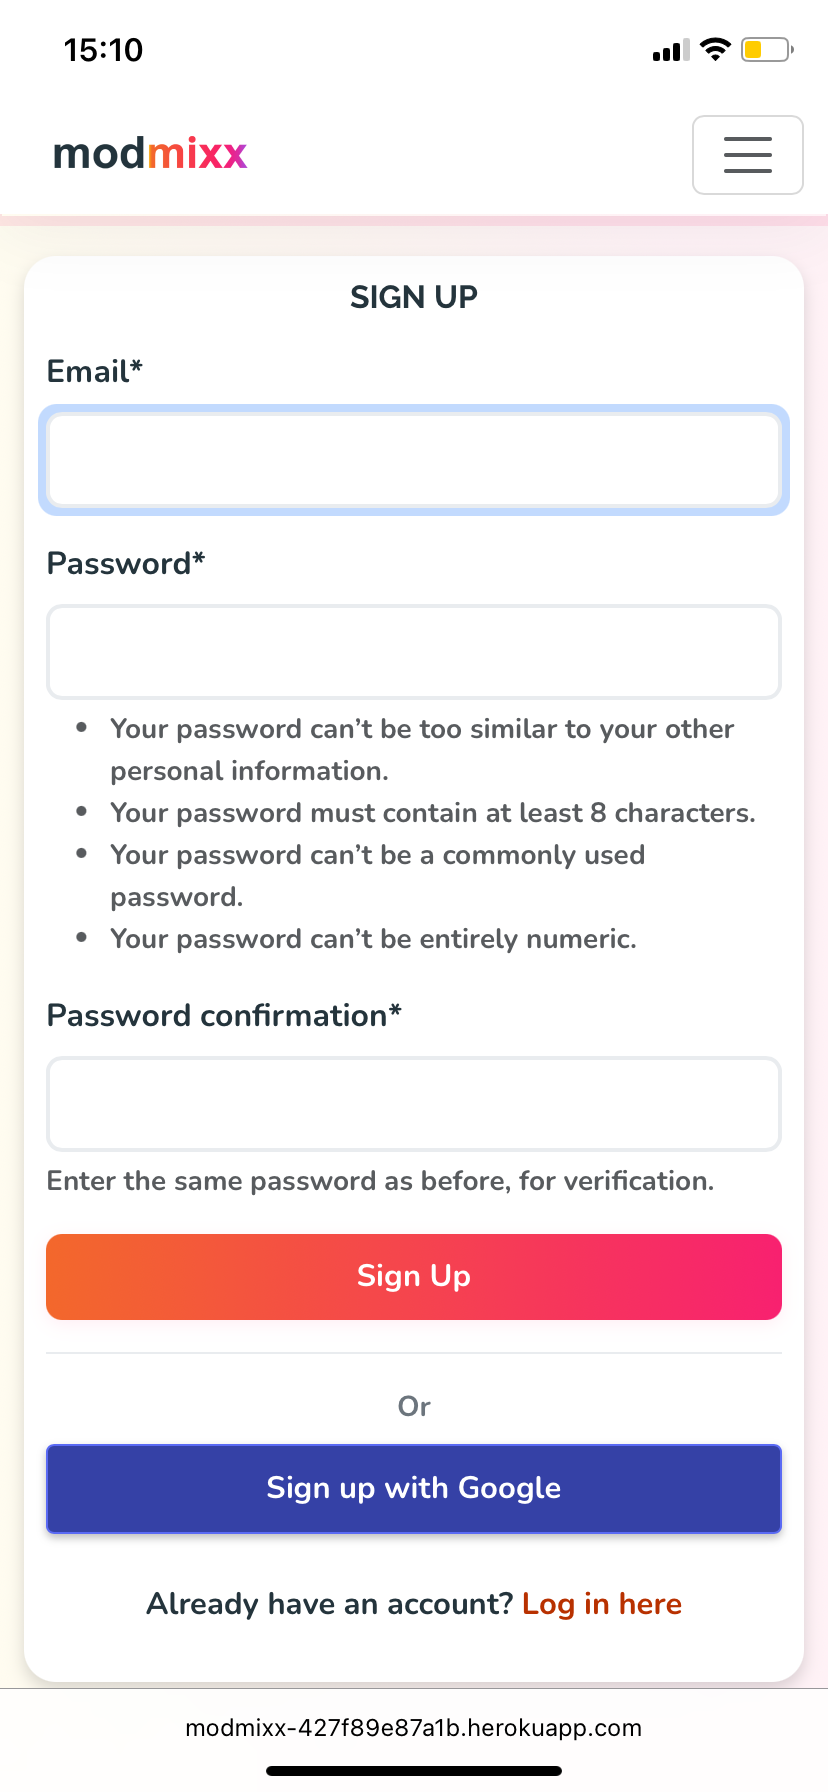 15:10
modmixx
SIGN UP
Email*
Password*
• Your password can’t be too similar to your other
personal information.
• Your password must contain at least 8 characters.
• Your password can’t be a commonly used
password.
• Your password can’t be entirely numeric.
Password confirmation*
Enter the same password as before, for verification.
Sign Up
Or
Sign up with Google
Already have an account? Log in here
modmixx-427f89e87a1b.herokuapp.com